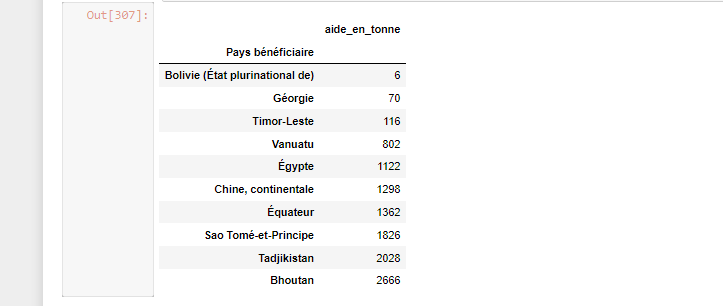 Out[307]:
aide_en_tonne
Pays bénéficiaire
Bolivie (État plurinational de) 6
Géorgie 70
Timor-Leste 116
Vanuatu 802
Égypte 1122
Chine, continentale 1298
Équateur 1362
Sao Tomé-et-Principe 1826
Tadjikistan 2028
Bhoutan 2666